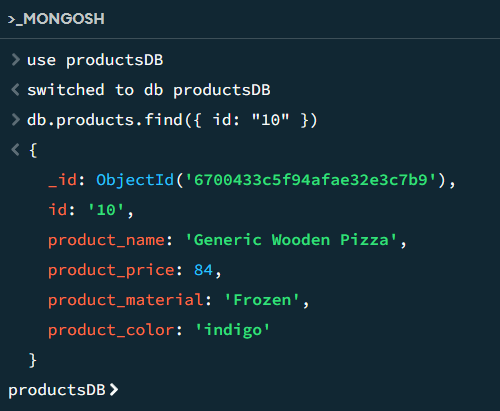 >_MONGOSH
> use productsDB
< switched to db productsDB
> db.products.find({ id: "10" })
< {
_id: ObjectId('6700433c5f94afae32e3c7b9'),
id: '10',
product_name: 'Generic Wooden Pizza',
product_price: 84,
product_material: 'Frozen',
product_color: 'indigo'
}
productsDB>